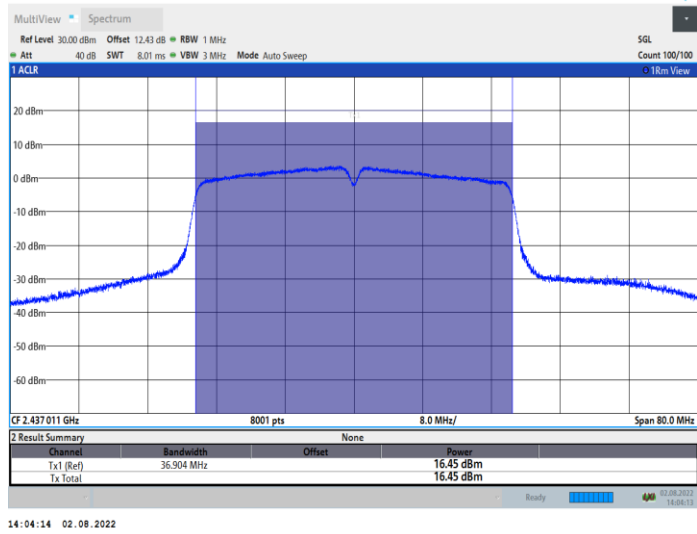 MultiView Spectrum
Ref Level 30.00 dBm Offset 12.43 dB RBW 1 MHz SGL
Att 40 dB SWT 8.01 ms VBW 3 MHz Mode Auto Sweep Count 100/100
1 ACLR 1Rm View
20 dBm
10 dBm
0 dBm
-10 dBm
-20 dBm
-30 dBm
-40 dBm
-50 dBm
-60 dBm
CF 2.437 011 GHz 8001 pts 8.0 MHz/ Span 80.0 MHz
2 Result Summary None
Channel Bandwidth Offset Power
Tx1 (Ref) 36.904 MHz 16.45 dBm
Tx Total 16.45 dBm
Ready 02.08.2022
14:04:13
14:04:14 02.08.2022